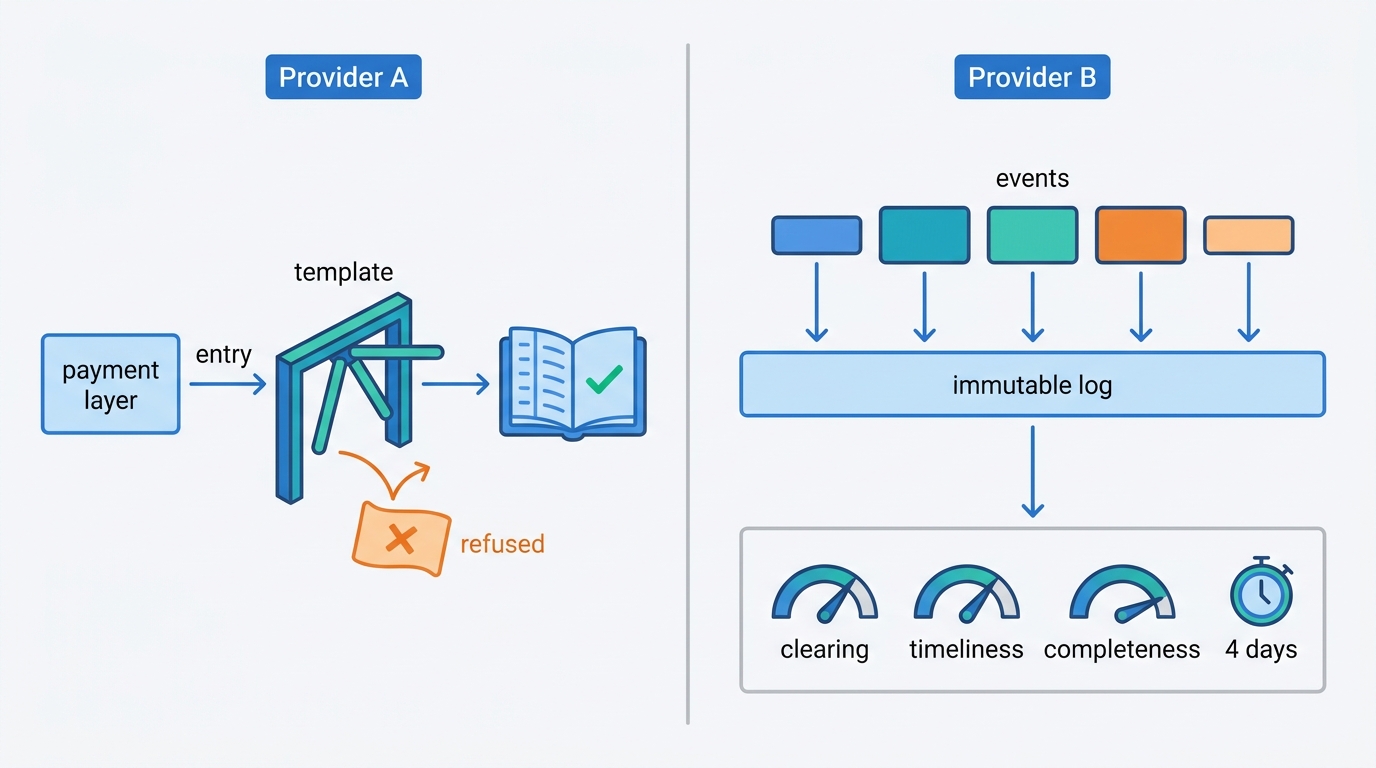 Provider A
template
payment
layer
entry
refused
Provider B
events
immutable log
clearing
timeliness
completeness
4 days